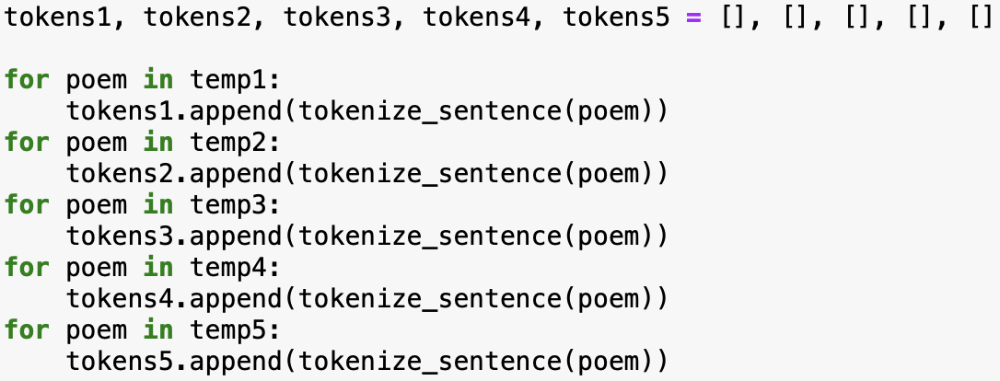 tokens1, tokens2, tokens3, tokens4, tokens5 = [], [], [], [], []
for poem in temp1:
    tokens1.append(tokenize_sentence(poem))
for poem in temp2:
    tokens2.append(tokenize_sentence(poem))
for poem in temp3:
    tokens3.append(tokenize_sentence(poem))
for poem in temp4:
    tokens4.append(tokenize_sentence(poem))
for poem in temp5:
    tokens5.append(tokenize_sentence(poem))